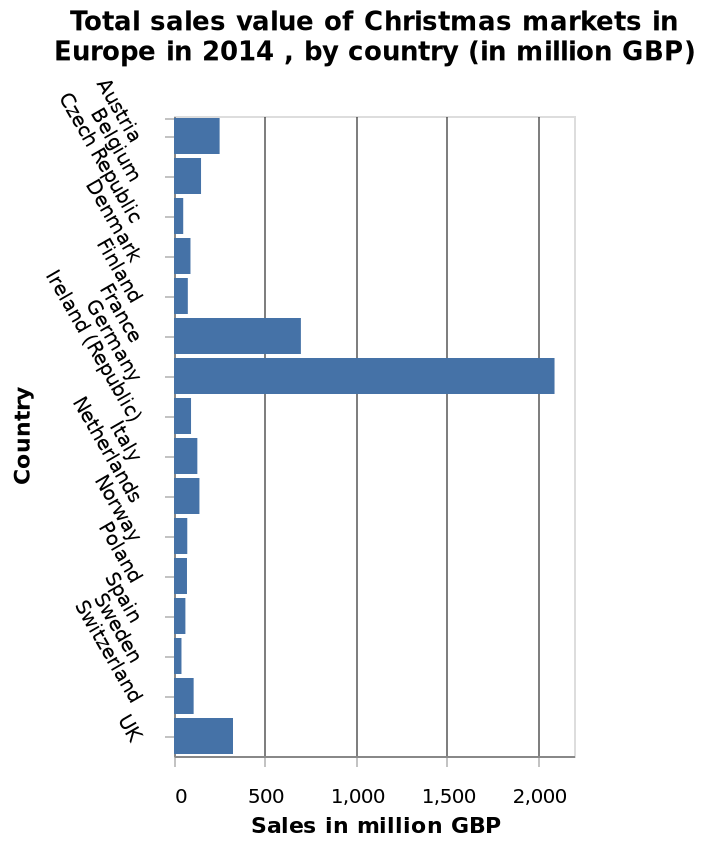 Total sales value of Christmas markets in
Europe in 2014 , by country (in million GBP)
Country
Austria
Belgium
Czech Republic
Denmark
Finland
France
Germany
Ireland (Republic)
Italy
Netherlands
Norway
Poland
Spain
Sweden
Switzerland
UK
0 500 1,000 1,500 2,000
Sales in million GBP